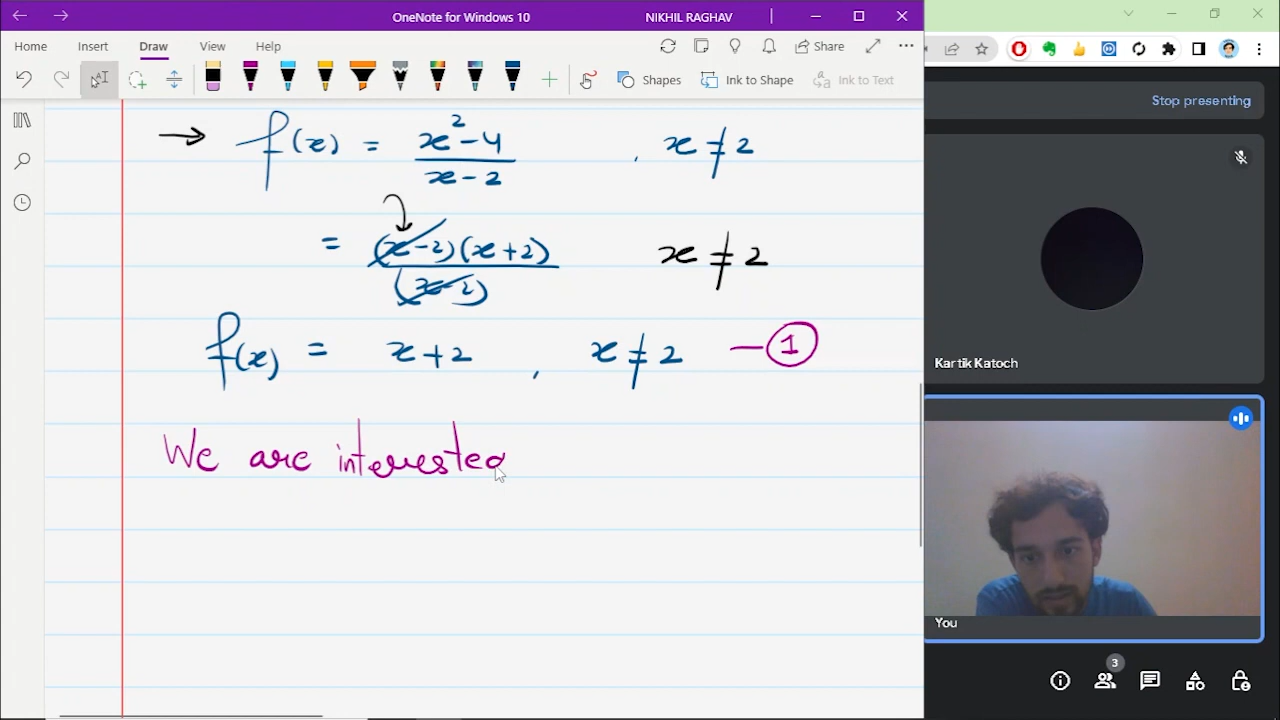 OneNote for Windows 10
NIKHIL RAGHAV
Home Insert Draw View Help
Share
Shapes
Ink to Shape
Ink to Text
Stop presenting
→ f(x) = x² - 4 / x - 2 , x ≠ 2
= (x - 2)(x + 2) / (x - 2) x ≠ 2
f(x) = x + 2 , x ≠ 2 — 1
We are interested
Kartik Katoch
You
3